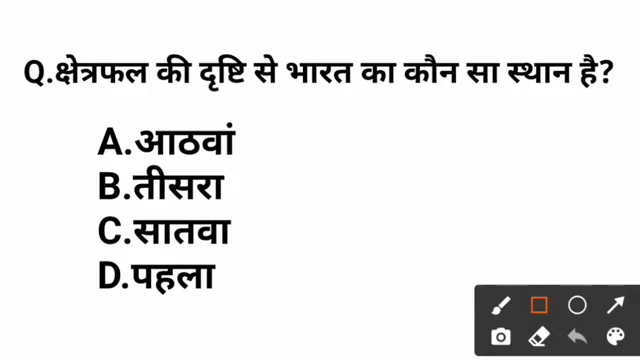 Q.क्षेत्रफल की दृष्टि से भारत का कौन सा स्थान है?
A.आठवां
B.तीसरा
C.सातवा
D.पहला